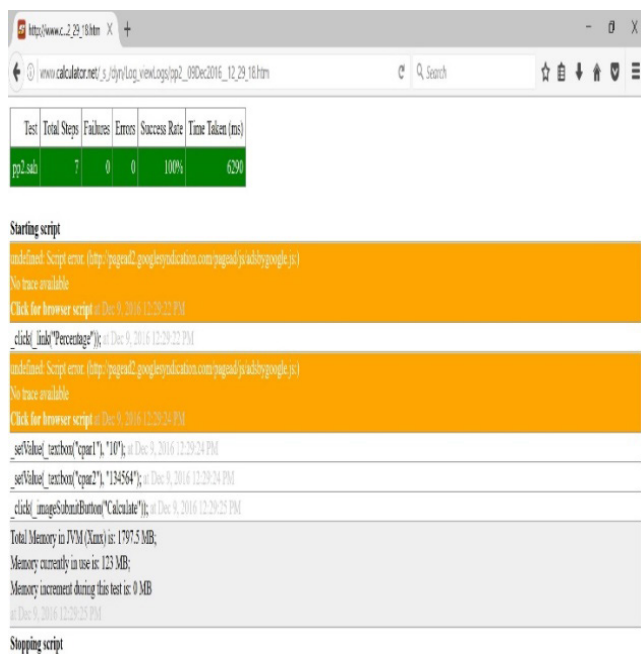 http://www.c..2_29_18.htm
www.calculator.net/_s_/dyn/Log_viewLogs/pp2__09Dec2016__12_29_18.htm
Search
Test Total Steps Failures Errors Success Rate Time Taken (ms)
pp2.sah 7 0 0 100% 6290
Starting script
undefined: Script error. (http://pagead2.googlesyndication.com/pagead/js/adsbygoogle.js:)
No trace available
Click for browser script at Dec 9, 2016 12:29:22 PM
_click(_link("Percentage")); at Dec 9, 2016 12:29:22 PM
undefined: Script error. (http://pagead2.googlesyndication.com/pagead/js/adsbygoogle.js:)
No trace available
Click for browser script at Dec 9, 2016 12:29:24 PM
_setValue(_textbox("cpar1"), "10"); at Dec 9, 2016 12:29:24 PM
_setValue(_textbox("cpar2"), "134564"); at Dec 9, 2016 12:29:24 PM
_click(_imageSubmitButton("Calculate")); at Dec 9, 2016 12:29:25 PM
Total Memory in JVM (Xmx) is: 1797.5 MB;
Memory currently in use is: 123 MB;
Memory increment during this test is: 0 MB
at Dec 9, 2016 12:29:25 PM
Stopping script